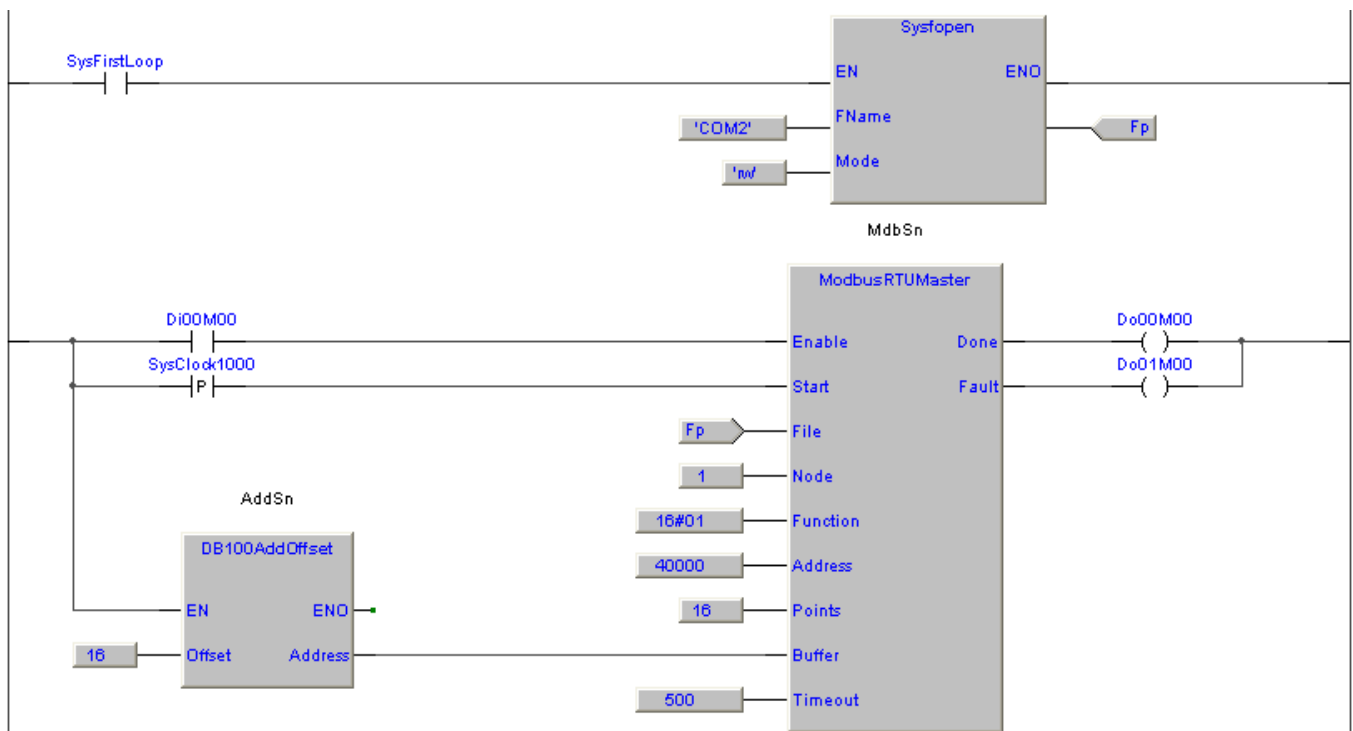 Sysfopen
SysFirstLoop
EN ENO
'COM2' FName Fp
'rw' Mode
MdbSn
ModbusRTUMaster
Di00M00 Do00M00
Enable Done
SysClock1000 Do01M00
P Start Fault
Fp File
1 Node
AddSn
16#01 Function
DB100AddOffset
40000 Address
EN ENO 16 Points
16 Offset Address Buffer
500 Timeout